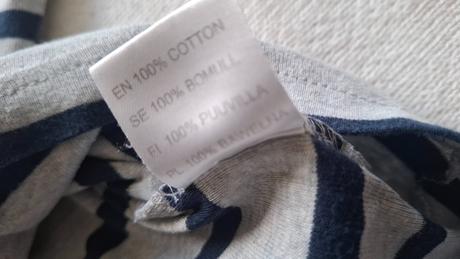 EN 100% COTTON
SE 100% BOMULL
FI 100% PUUVILLA
PL 100% BAWEŁNA